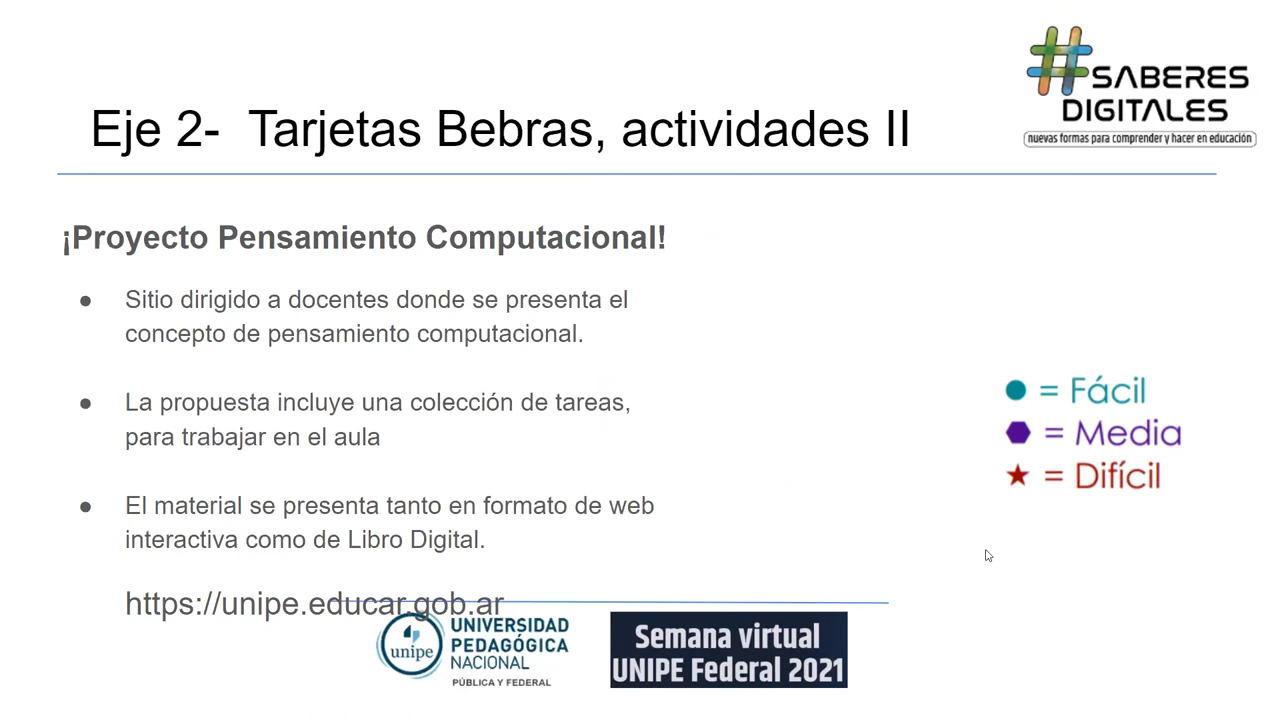 #SABERES
DIGITALES
nuevas formas para comprender y hacer en educación
Eje 2- Tarjetas Bebras, actividades II
¡Proyecto Pensamiento Computacional!
● Sitio dirigido a docentes donde se presenta el
concepto de pensamiento computacional.
● La propuesta incluye una colección de tareas,
para trabajar en el aula
● El material se presenta tanto en formato de web
interactiva como de Libro Digital.
https://unipe.educar.gob.ar
= Fácil
= Media
= Difícil
unipe
UNIVERSIDAD
PEDAGÓGICA
NACIONAL
PÚBLICA Y FEDERAL
Semana virtual
UNIPE Federal 2021